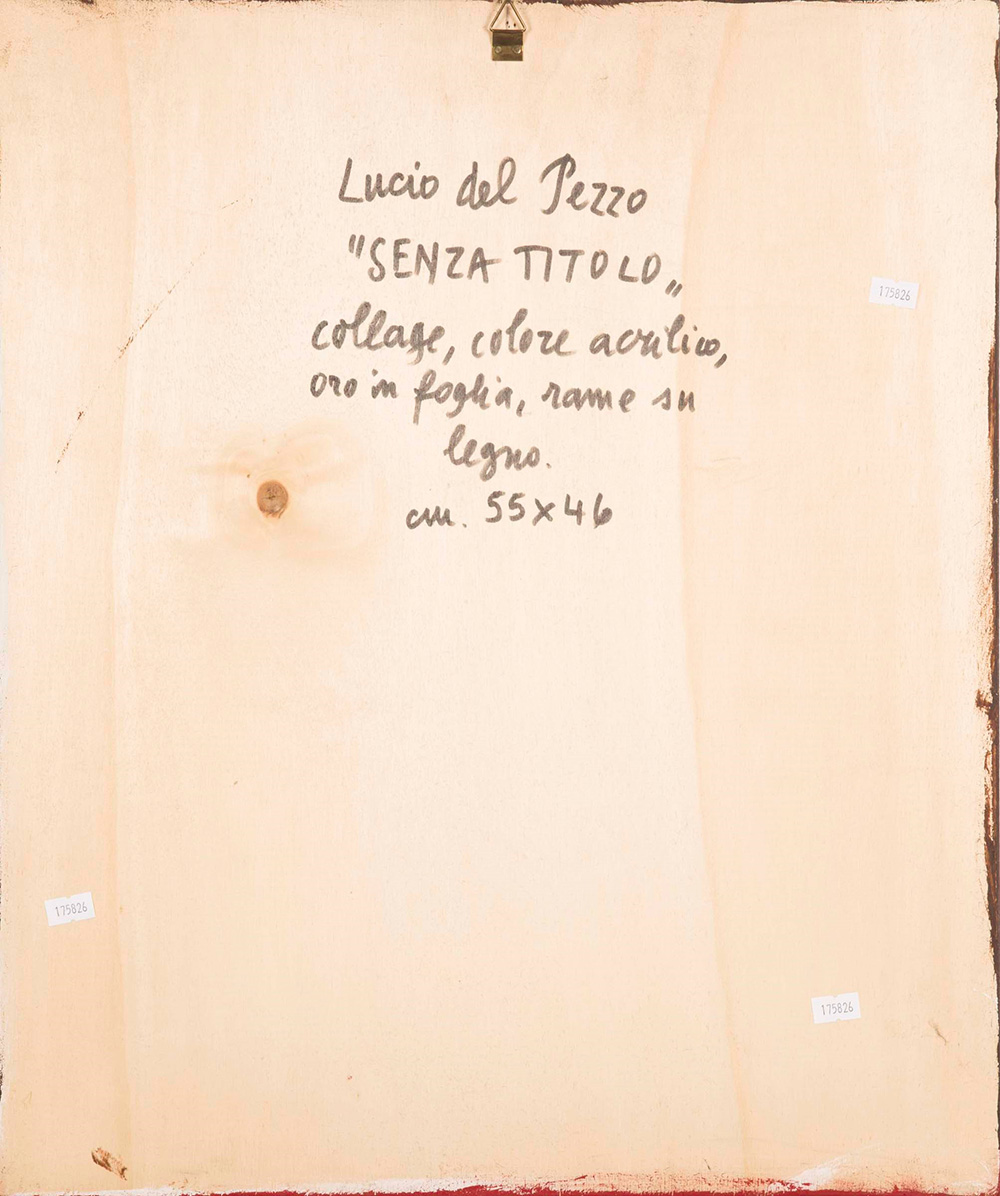 Lucio del Pezzo
"SENZA TITOLO„
collage, colore acrilico,
oro in foglia, rame su
legno.
cm. 55x46
175826
175826
175826